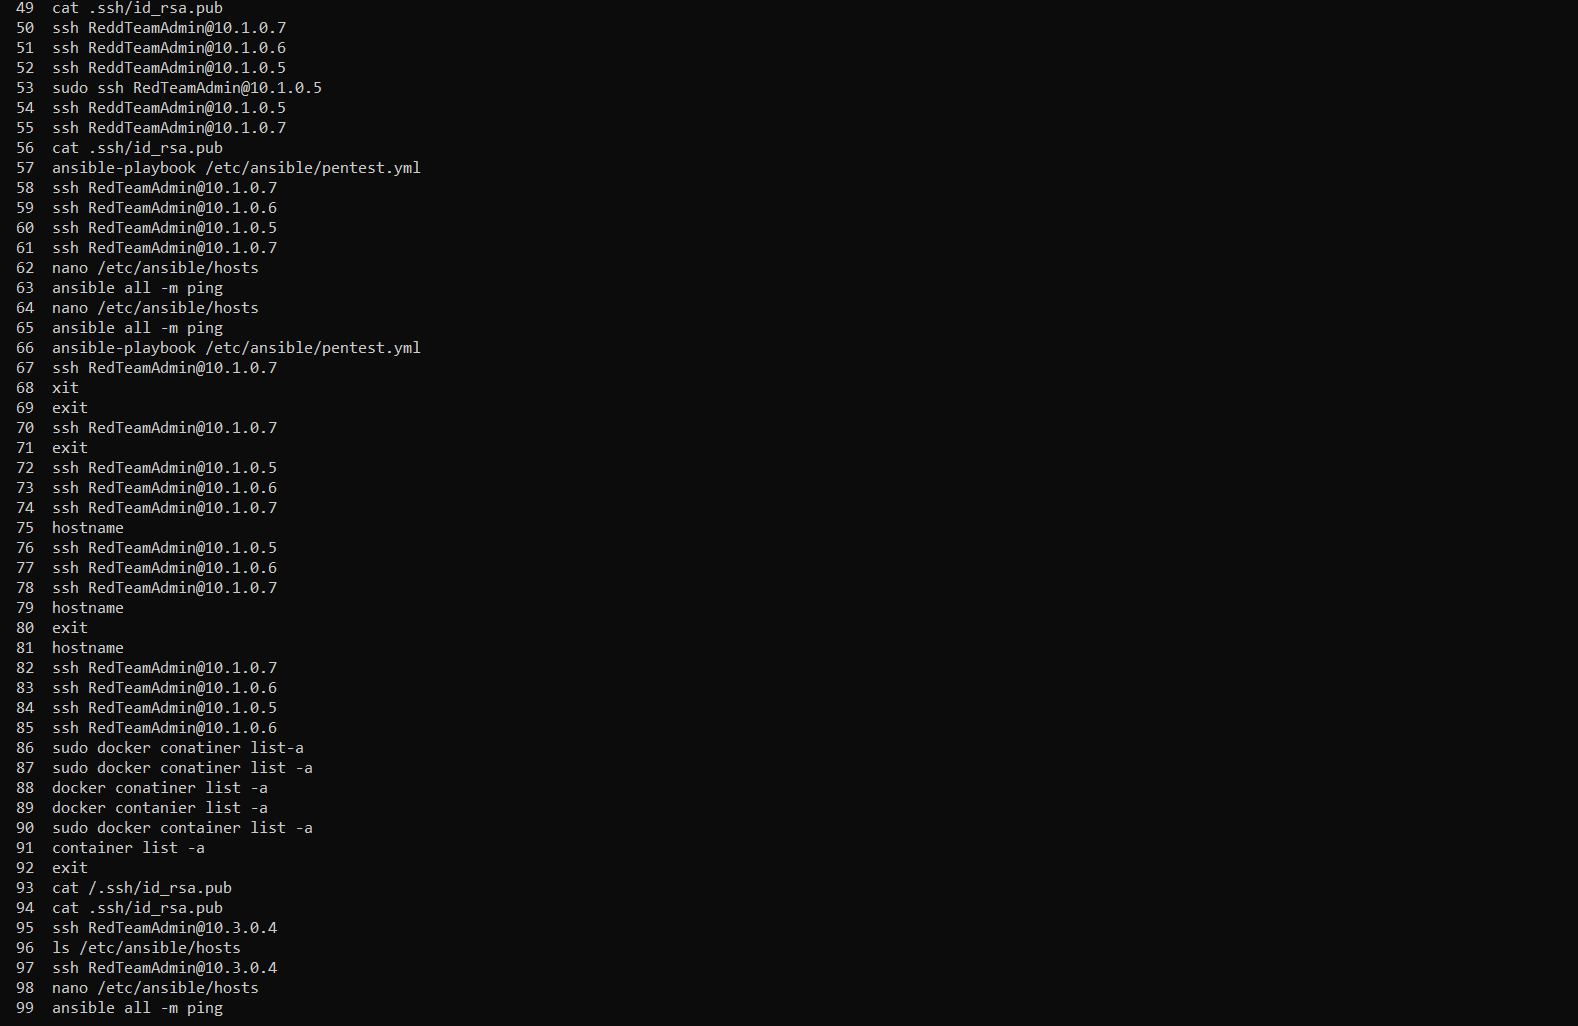 49 cat .ssh/id_rsa.pub
50 ssh ReddTeamAdmin@10.1.0.7
51 ssh ReddTeamAdmin@10.1.0.6
52 ssh ReddTeamAdmin@10.1.0.5
53 sudo ssh RedTeamAdmin@10.1.0.5
54 ssh ReddTeamAdmin@10.1.0.5
55 ssh ReddTeamAdmin@10.1.0.7
56 cat .ssh/id_rsa.pub
57 ansible-playbook /etc/ansible/pentest.yml
58 ssh RedTeamAdmin@10.1.0.7
59 ssh RedTeamAdmin@10.1.0.6
60 ssh RedTeamAdmin@10.1.0.5
61 ssh RedTeamAdmin@10.1.0.7
62 nano /etc/ansible/hosts
63 ansible all -m ping
64 nano /etc/ansible/hosts
65 ansible all -m ping
66 ansible-playbook /etc/ansible/pentest.yml
67 ssh RedTeamAdmin@10.1.0.7
68 xit
69 exit
70 ssh RedTeamAdmin@10.1.0.7
71 exit
72 ssh RedTeamAdmin@10.1.0.5
73 ssh RedTeamAdmin@10.1.0.6
74 ssh RedTeamAdmin@10.1.0.7
75 hostname
76 ssh RedTeamAdmin@10.1.0.5
77 ssh RedTeamAdmin@10.1.0.6
78 ssh RedTeamAdmin@10.1.0.7
79 hostname
80 exit
81 hostname
82 ssh RedTeamAdmin@10.1.0.7
83 ssh RedTeamAdmin@10.1.0.6
84 ssh RedTeamAdmin@10.1.0.5
85 ssh RedTeamAdmin@10.1.0.6
86 sudo docker conatiner list-a
87 sudo docker conatiner list -a
88 docker conatiner list -a
89 docker contanier list -a
90 sudo docker container list -a
91 container list -a
92 exit
93 cat /.ssh/id_rsa.pub
94 cat .ssh/id_rsa.pub
95 ssh RedTeamAdmin@10.3.0.4
96 ls /etc/ansible/hosts
97 ssh RedTeamAdmin@10.3.0.4
98 nano /etc/ansible/hosts
99 ansible all -m ping